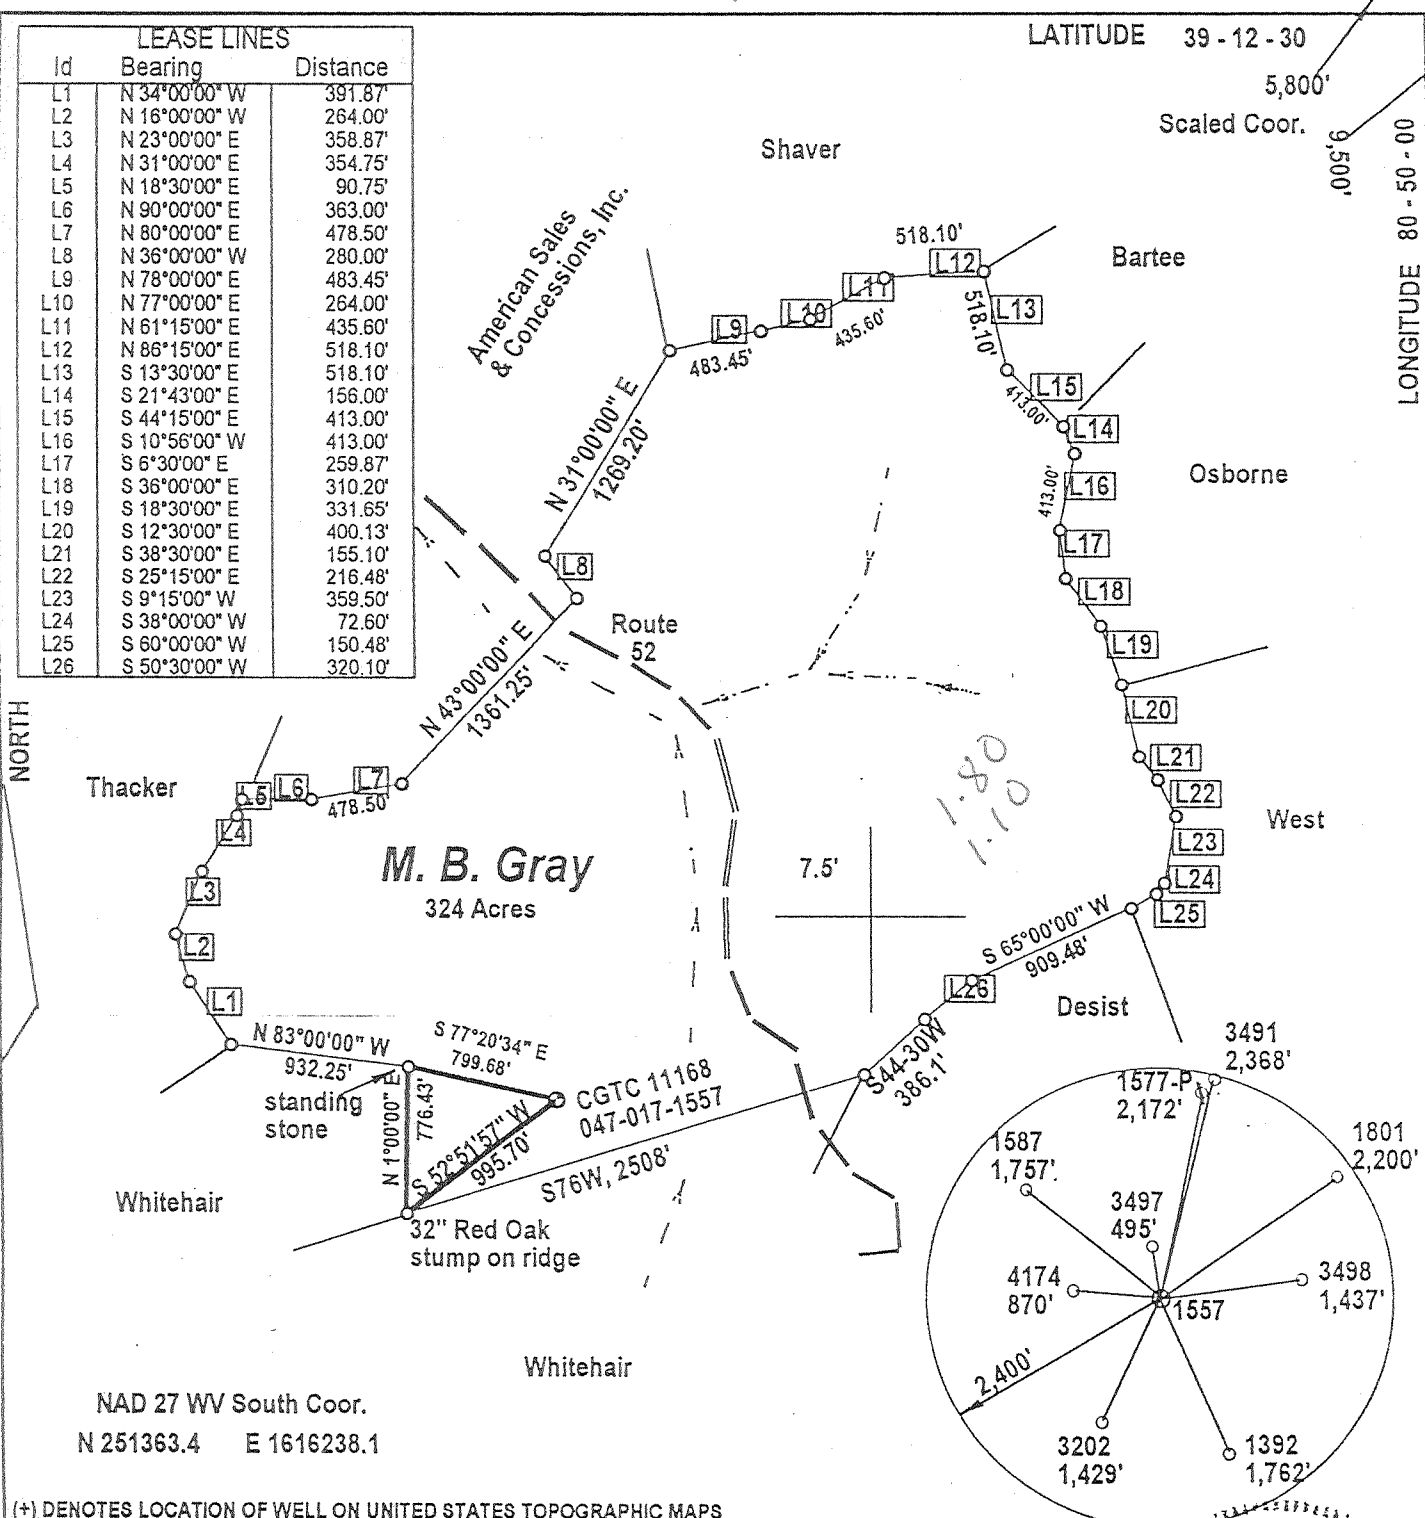 LEASE LINES
Id Bearing Distance
L1 N 34°00'00" W 391.87'
L2 N 16°00'00" W 264.00'
L3 N 23°00'00" E 358.87'
L4 N 31°00'00" E 354.75'
L5 N 18°30'00" E 90.75'
L6 N 90°00'00" E 363.00'
L7 N 80°00'00" E 478.50'
L8 N 36°00'00" W 280.00'
L9 N 78°00'00" E 483.45'
L10 N 77°00'00" E 264.00'
L11 N 61°15'00" E 435.60'
L12 N 86°15'00" E 518.10'
L13 S 13°30'00" E 518.10'
L14 S 21°43'00" E 156.00'
L15 S 44°15'00" E 413.00'
L16 S 10°56'00" W 413.00'
L17 S 6°30'00" E 259.87'
L18 S 36°00'00" E 310.20'
L19 S 18°30'00" E 331.65'
L20 S 12°30'00" E 400.13'
L21 S 38°30'00" E 155.10'
L22 S 25°15'00" E 216.48'
L23 S 9°15'00" W 359.50'
L24 S 38°00'00" W 72.60'
L25 S 60°00'00" W 150.48'
L26 S 50°30'00" W 320.10'
LATITUDE 39 - 12 - 30
5,800'
Scaled Coor.
9,500'
LONGITUDE 80 - 50 - 00
Shaver
American Sales
& Concessions, Inc.
518.10'
L12
Bartee
L11
L10
L9
435.60'
483.45'
518.10'
L13
L15
413.00'
L14
N 31°00'00" E
1269.20'
413.00'
L16
Osborne
L17
L8
L18
Route
52
L19
N 43°00'00" E
1361.25'
L20
NORTH
L21
Thacker
L5
L6
L7
478.50'
L22
1.80
1.10
West
L4
L23
M. B. Gray
324 Acres
7.5'
L3
L24
L25
S 65°00'00" W
909.48'
L2
L26
L1
Desist
N 83°00'00" W
932.25'
S 77°20'34" E
799.68'
S44-30W
386.1'
standing
stone
N 1°00'00" E
776.43'
CGTC 11168
047-017-1557
S 52°51'57" W
995.70'
S76W, 2508'
Whitehair
32" Red Oak
stump on ridge
3491
2,368'
1577-P
2,172'
1587
1,757'
1801
2,200'
3497
495'
4174
870'
3498
1,437'
1557
2,400'
Whitehair
3202
1,429'
1392
1,762'
NAD 27 WV South Coor.
N 251363.4 E 1616238.1
(+) DENOTES LOCATION OF WELL ON UNITED STATES TOPOGRAPHIC MAPS